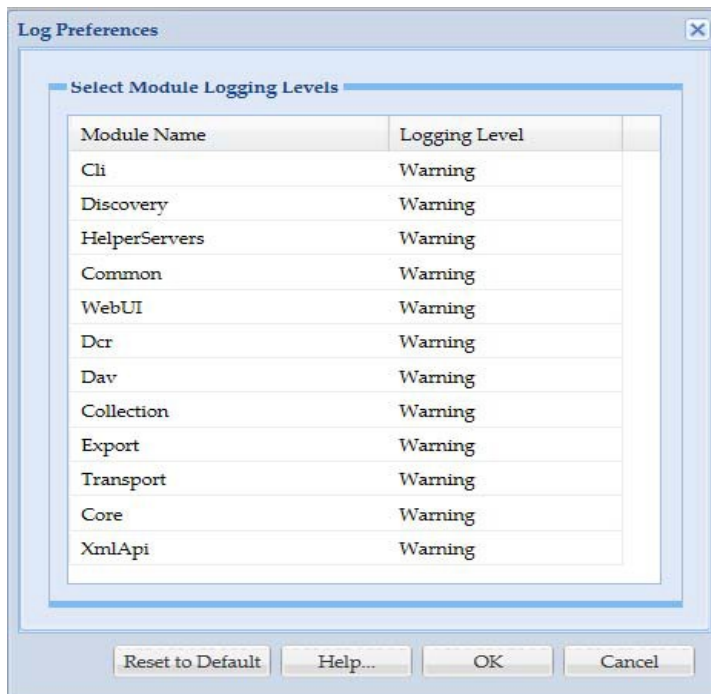 Log Preferences
Select Module Logging Levels
Module Name Logging Level
Cli Warning
Discovery Warning
HelperServers Warning
Common Warning
WebUI Warning
Dcr Warning
Dav Warning
Collection Warning
Export Warning
Transport Warning
Core Warning
XmlApi Warning
Reset to Default Help... OK Cancel